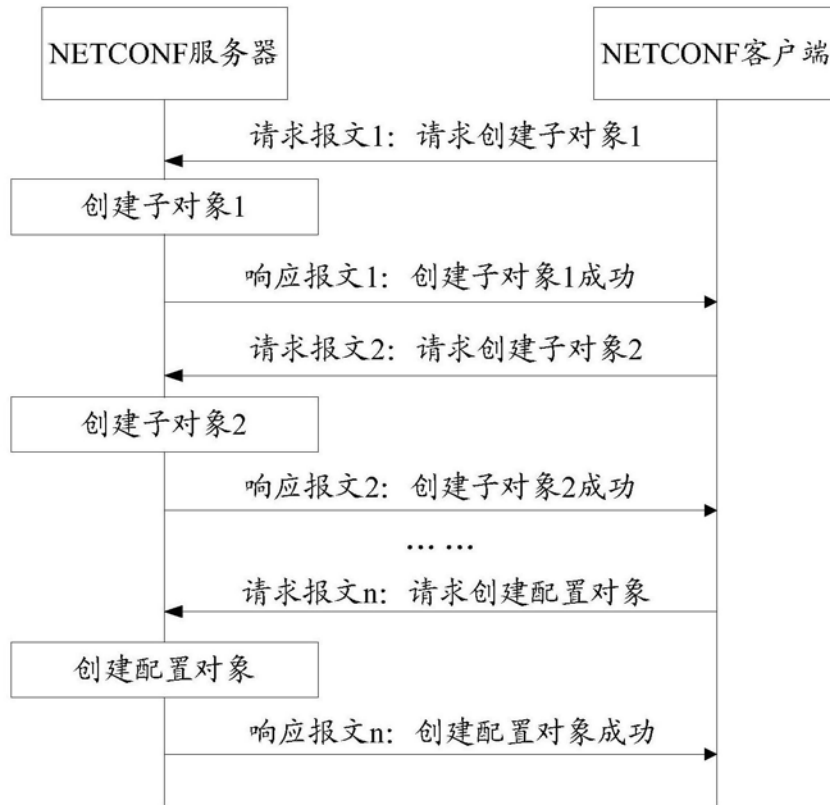 NETCONF服务器
NETCONF客户端
请求报文1：请求创建子对象1
创建子对象1
响应报文1：创建子对象1成功
请求报文2：请求创建子对象2
创建子对象2
响应报文2：创建子对象2成功
... ...
请求报文n：请求创建配置对象
创建配置对象
响应报文n：创建配置对象成功